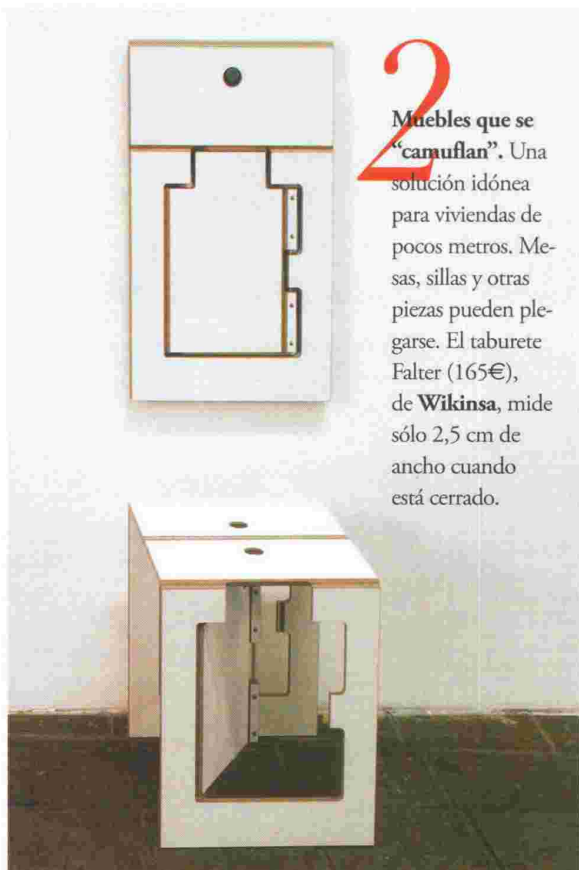 2
Muebles que se
“camuflan”. Una
solución idónea
para viviendas de
pocos metros. Me-
sas, sillas y otras
piezas pueden ple-
garse. El taburete
Falter (165€),
de Wikinsa, mide
sólo 2,5 cm de
ancho cuando
está cerrado.